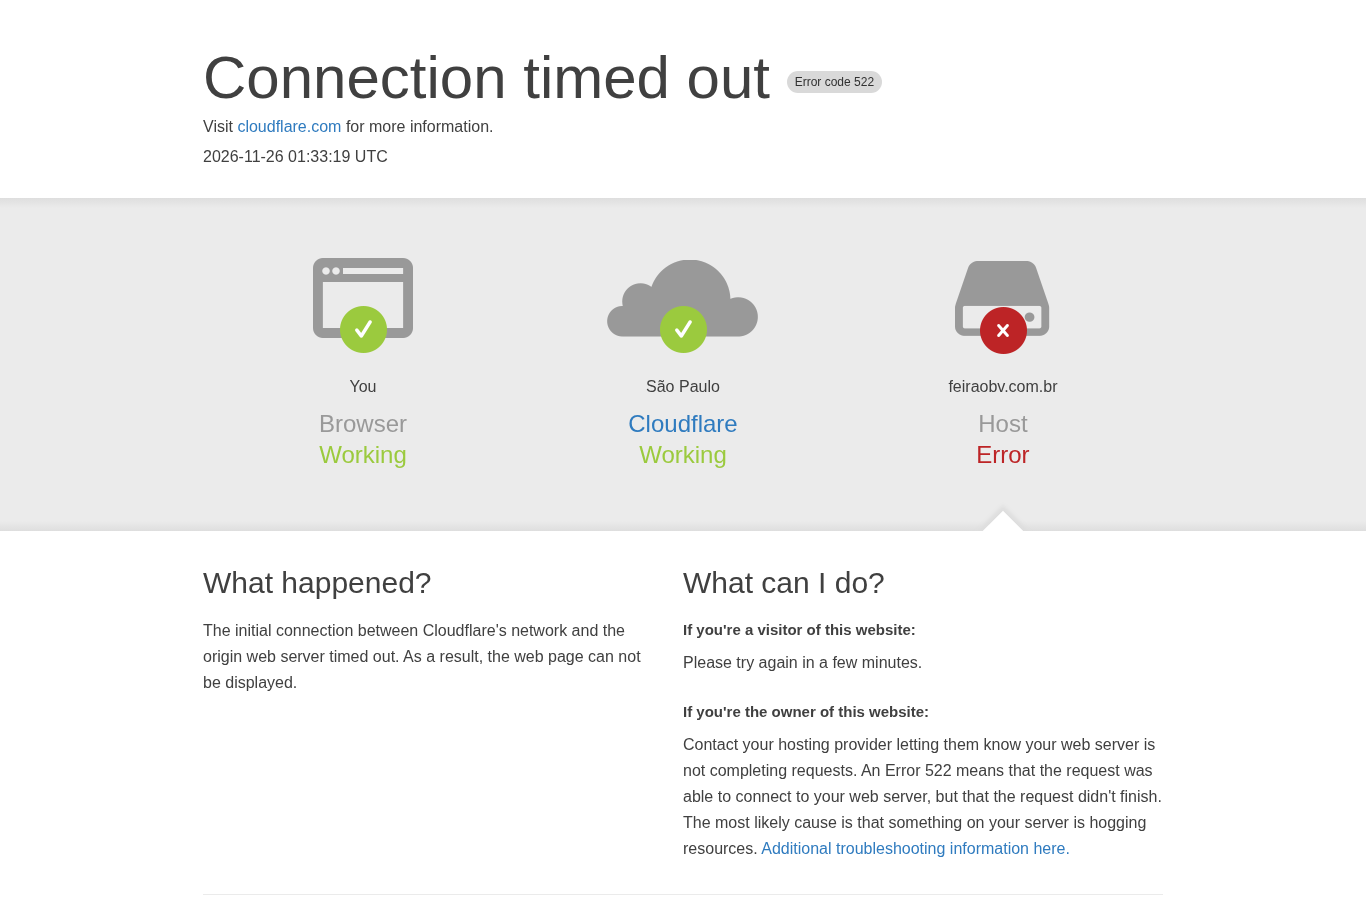 Connection timed out Error code 522
Visit cloudflare.com for more information.
2026-11-26 01:33:19 UTC
You
Browser
Working
São Paulo
Cloudflare
Working
feiraobv.com.br
Host
Error
What happened?
The initial connection between Cloudflare's network and the
origin web server timed out. As a result, the web page can not
be displayed.
What can I do?
If you're a visitor of this website:
Please try again in a few minutes.
If you're the owner of this website:
Contact your hosting provider letting them know your web server is
not completing requests. An Error 522 means that the request was
able to connect to your web server, but that the request didn't finish.
The most likely cause is that something on your server is hogging
resources. Additional troubleshooting information here.